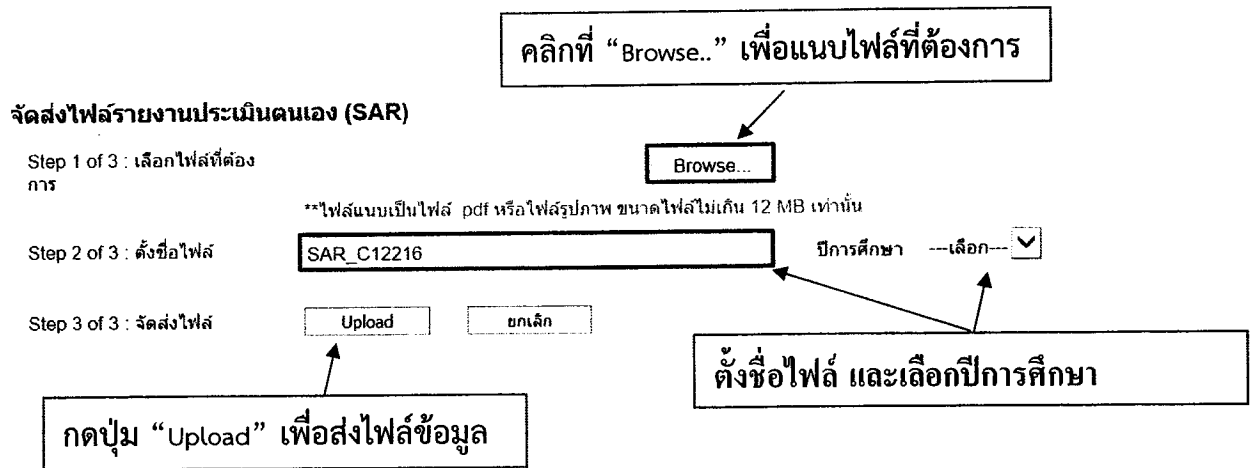 คลิกที่ “Browse..” เพื่อแนบไฟล์ที่ต้องการ
จัดส่งไฟล์รายงานประเมินตนเอง (SAR)
Step 1 of 3 : เลือกไฟล์ที่ต้อง
การ
Browse...
**ไฟล์แนบเป็นไฟล์ pdf หรือไฟล์รูปภาพ ขนาดไฟล์ไม่เกิน 12 MB เท่านั้น
Step 2 of 3 : ตั้งชื่อไฟล์ SAR_C12216 ปีการศึกษา ---เลือก---
Step 3 of 3 : จัดส่งไฟล์ Upload ยกเลิก
ตั้งชื่อไฟล์ และเลือกปีการศึกษา
กดปุ่ม “Upload” เพื่อส่งไฟล์ข้อมูล